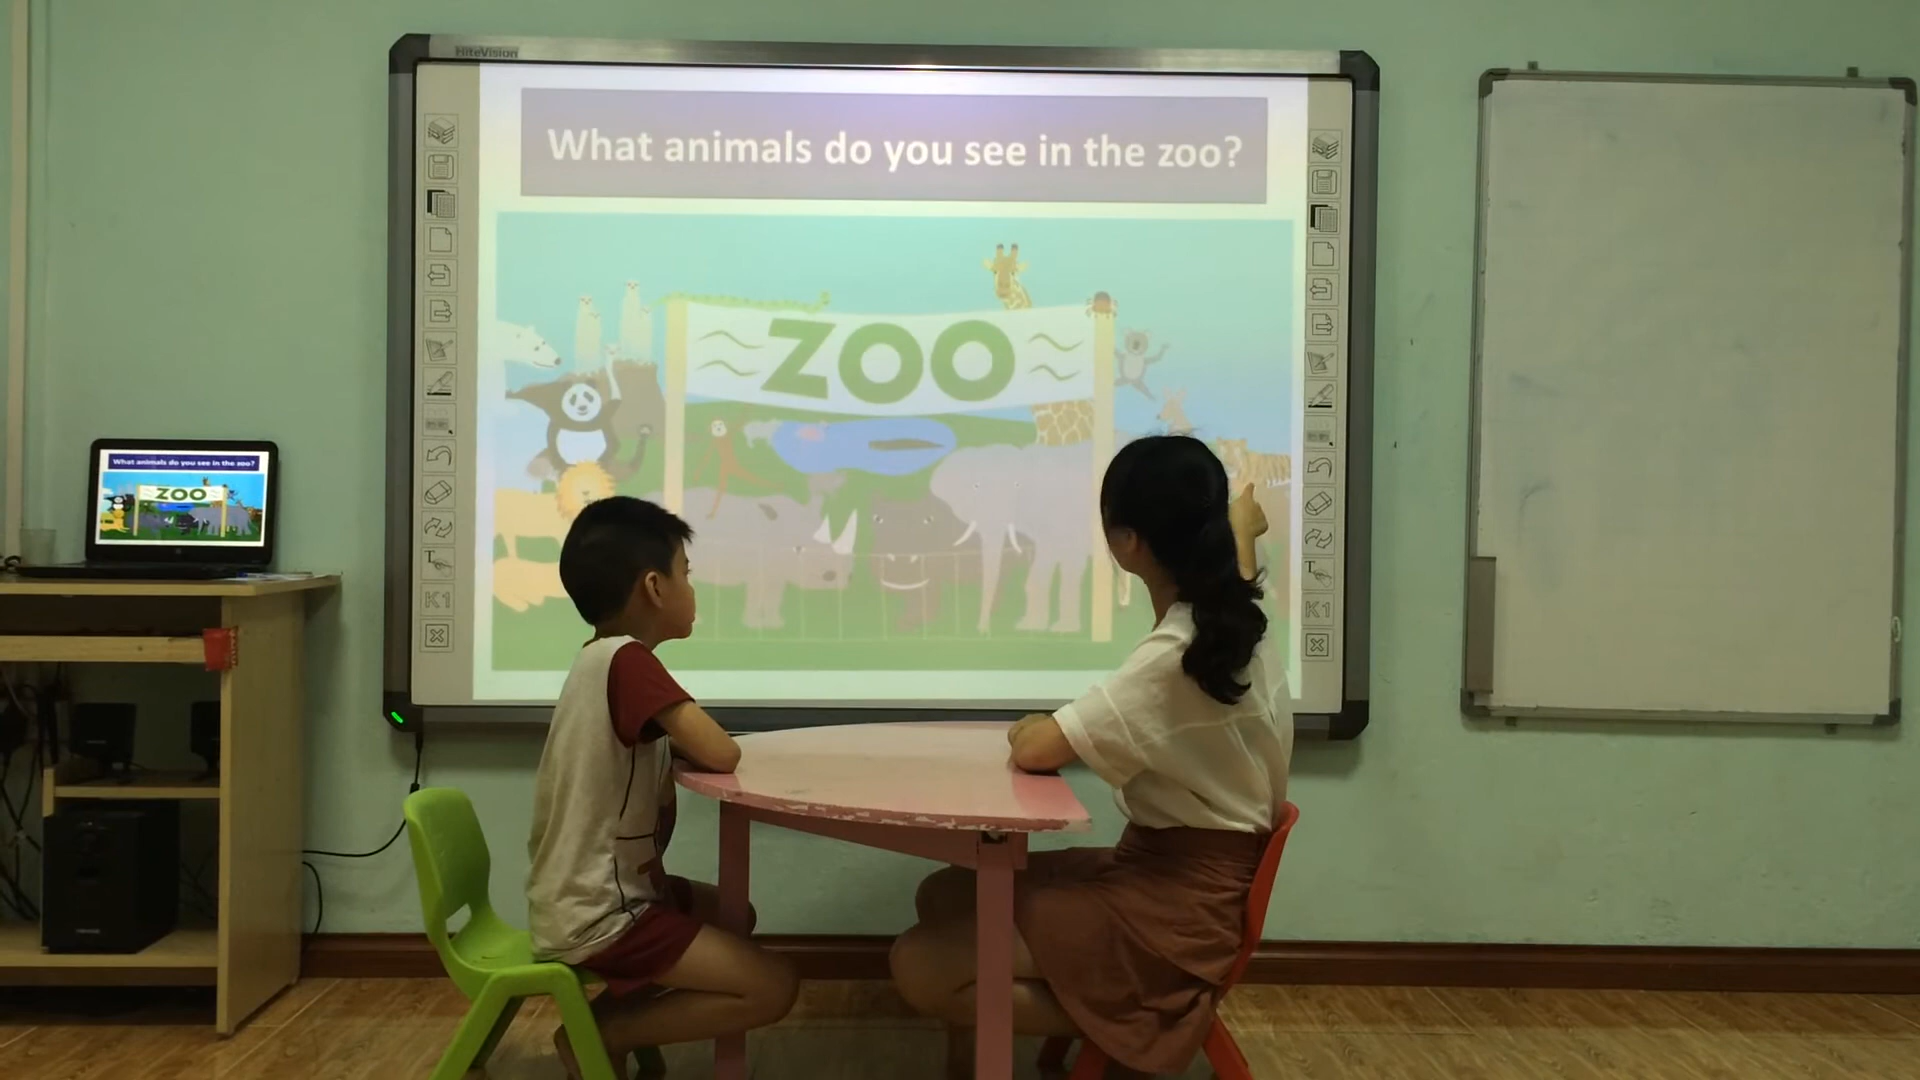 HiteVision
What animals do you see in the zoo?
ZOO
T
K1
T
K1
What animals do you see in the zoo?
ZOO